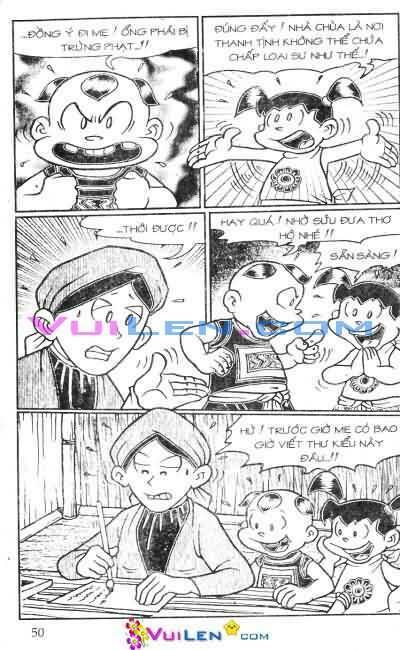 ..ĐỒNG Ý ĐI MẸ ! ỔNG PHẢI BỊ
TRỪNG PHẠT..!!
ĐÚNG ĐẤY ! NHÀ CHÙA LÀ NƠI
THANH TỊNH KHÔNG THỂ CHỨA
CHẤP LOẠI SƯ NHƯ THẾ..!
..THÔI ĐƯỢC !!
HAY QUÁ ! NHỜ SỬU ĐƯA THƠ
HỘ NHÉ !!
SẴN SÀNG !
VUILEN.COM
HỪ ! TRƯỚC GIỜ MẸ CÓ BAO
GIỜ VIẾT THƯ KIỂU NÀY
ĐÂU..!!
50
VUILEN.COM